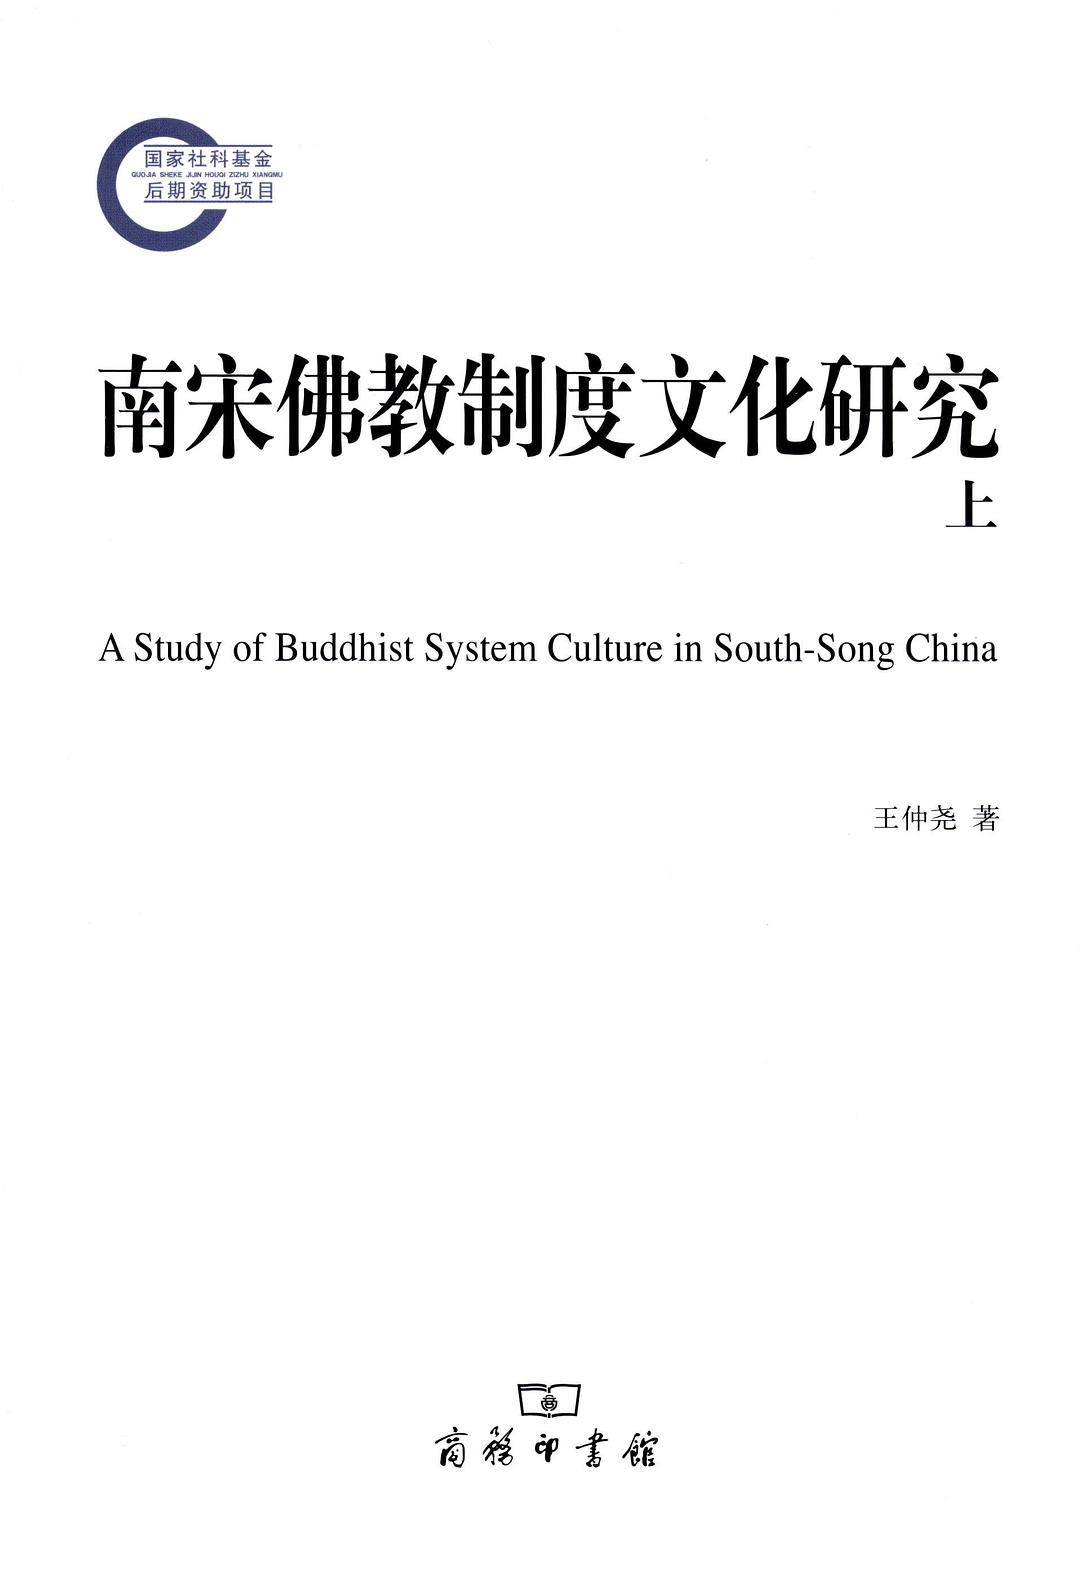 国家社科基金
GUOJIA SHEKE JIJIN HOUQI ZIZHU XIANGMU
后期资助项目
南宋佛教制度文化研究
上
A Study of Buddhist System Culture in South-Song China
王仲尧 著
商務印書館